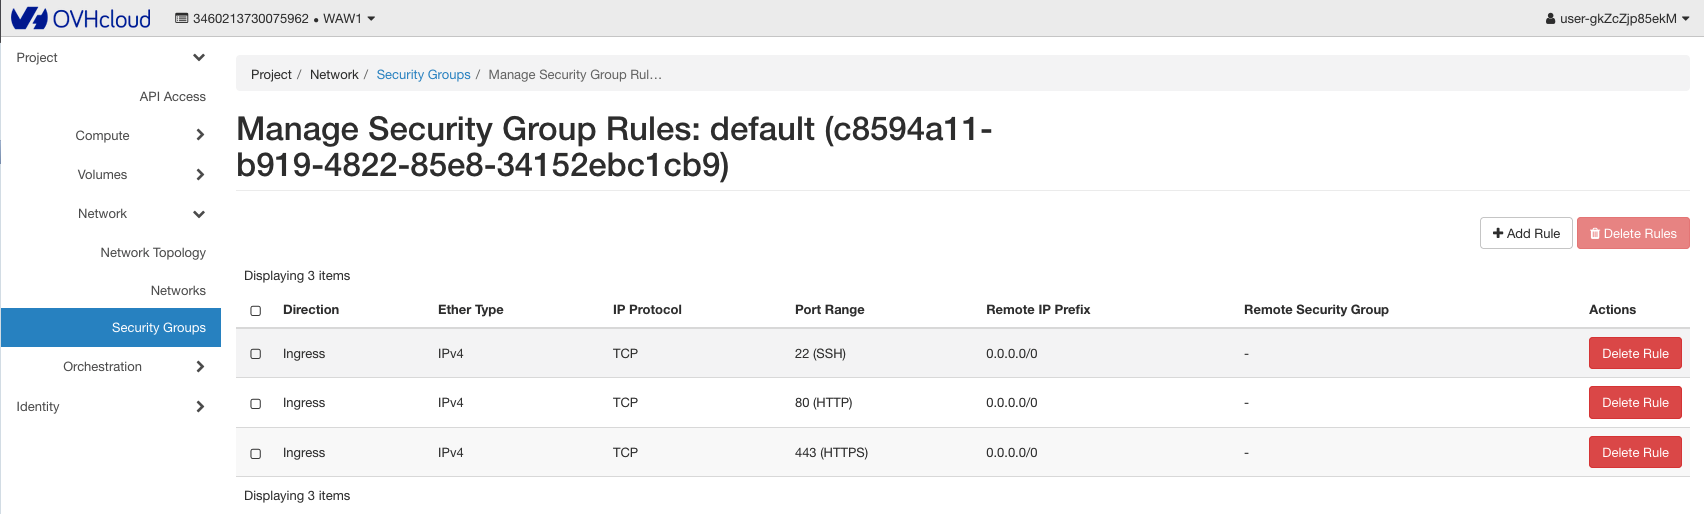 OVHcloud
3460213730075962 • WAW1
user-gkZcZjp85ekM
Project
API Access
Compute
Volumes
Network
Network Topology
Networks
Security Groups
Orchestration
Identity
Project / Network / Security Groups / Manage Security Group Rul…
Manage Security Group Rules: default (c8594a11-
b919-4822-85e8-34152ebc1cb9)
Add Rule
Delete Rules
Displaying 3 items
Direction Ether Type IP Protocol Port Range Remote IP Prefix Remote Security Group Actions
Ingress IPv4 TCP 22 (SSH) 0.0.0.0/0 - Delete Rule
Ingress IPv4 TCP 80 (HTTP) 0.0.0.0/0 - Delete Rule
Ingress IPv4 TCP 443 (HTTPS) 0.0.0.0/0 - Delete Rule
Displaying 3 items